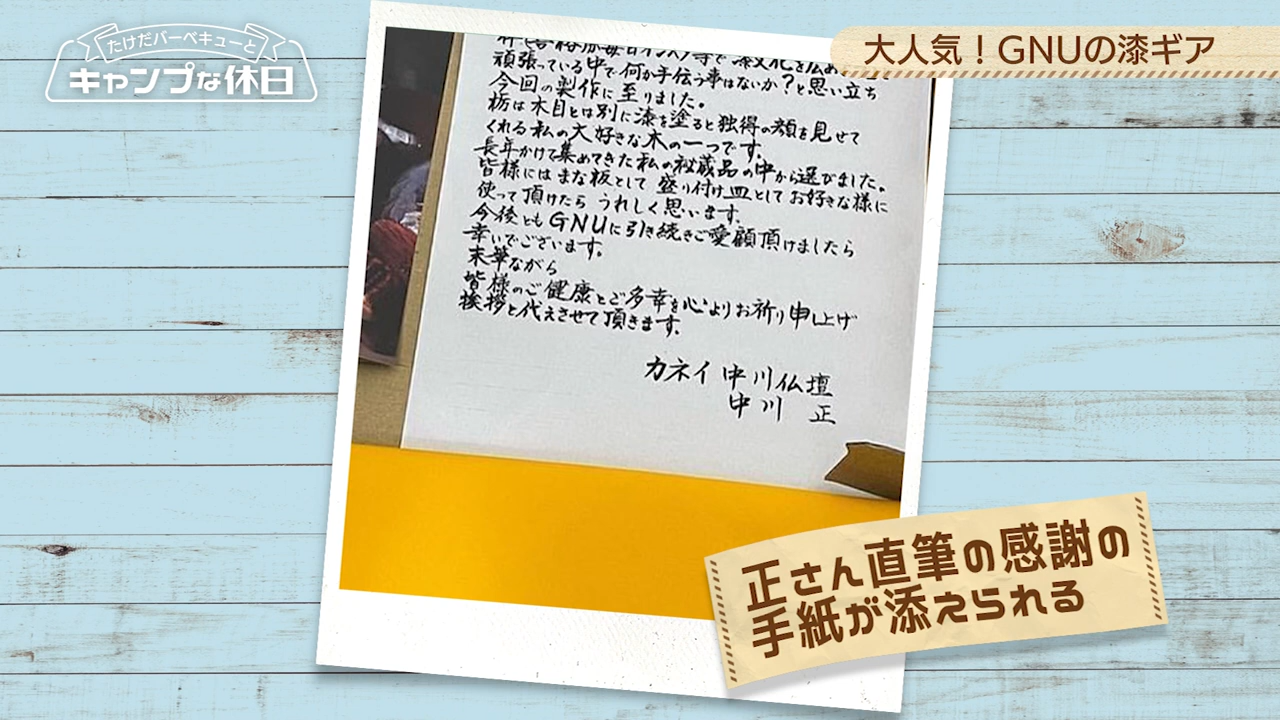 たけだバーベキューと
キャンプな休日
大人気!GNUの漆ギア
頑張っている中で何か手伝う事はないか?と思い立ち
今回の製作に至りました。
栃は木目とは別に漆を塗ると独得の顔を見せて
くれる私の大好きな木の一つです。
長年かけて集めてきた私の秘蔵品の中から選びました。
皆様にはまな板として盛り付け皿としてお好きな様に
使って頂けたらうれしく思います。
今後ともGNUに引き続きご愛顧頂けましたら
幸いでございます。
末筆ながら
皆様のご健康とご多幸を心よりお祈り申し上げ
挨拶と代えさせて頂きます。
カネイ中川仏壇
中川 正
正さん直筆の感謝の
手紙が添えられる